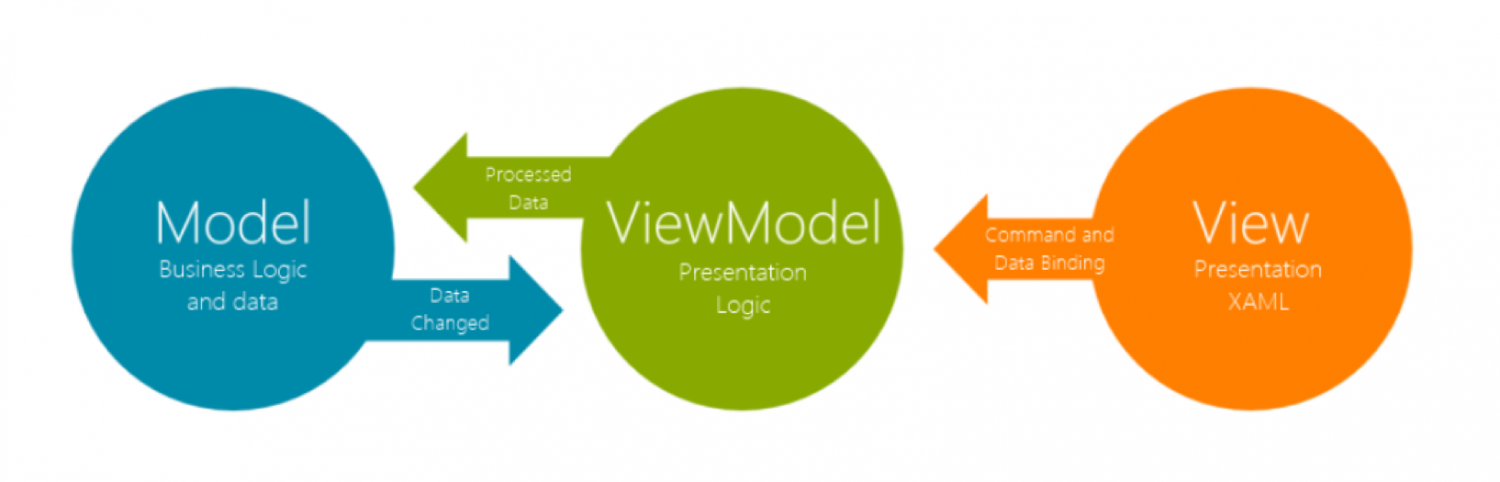 Model
Business Logic
and data
Processed
Data
Data
Changed
ViewModel
Presentation
Logic
Command and
Data Binding
View
Presentation
XAML